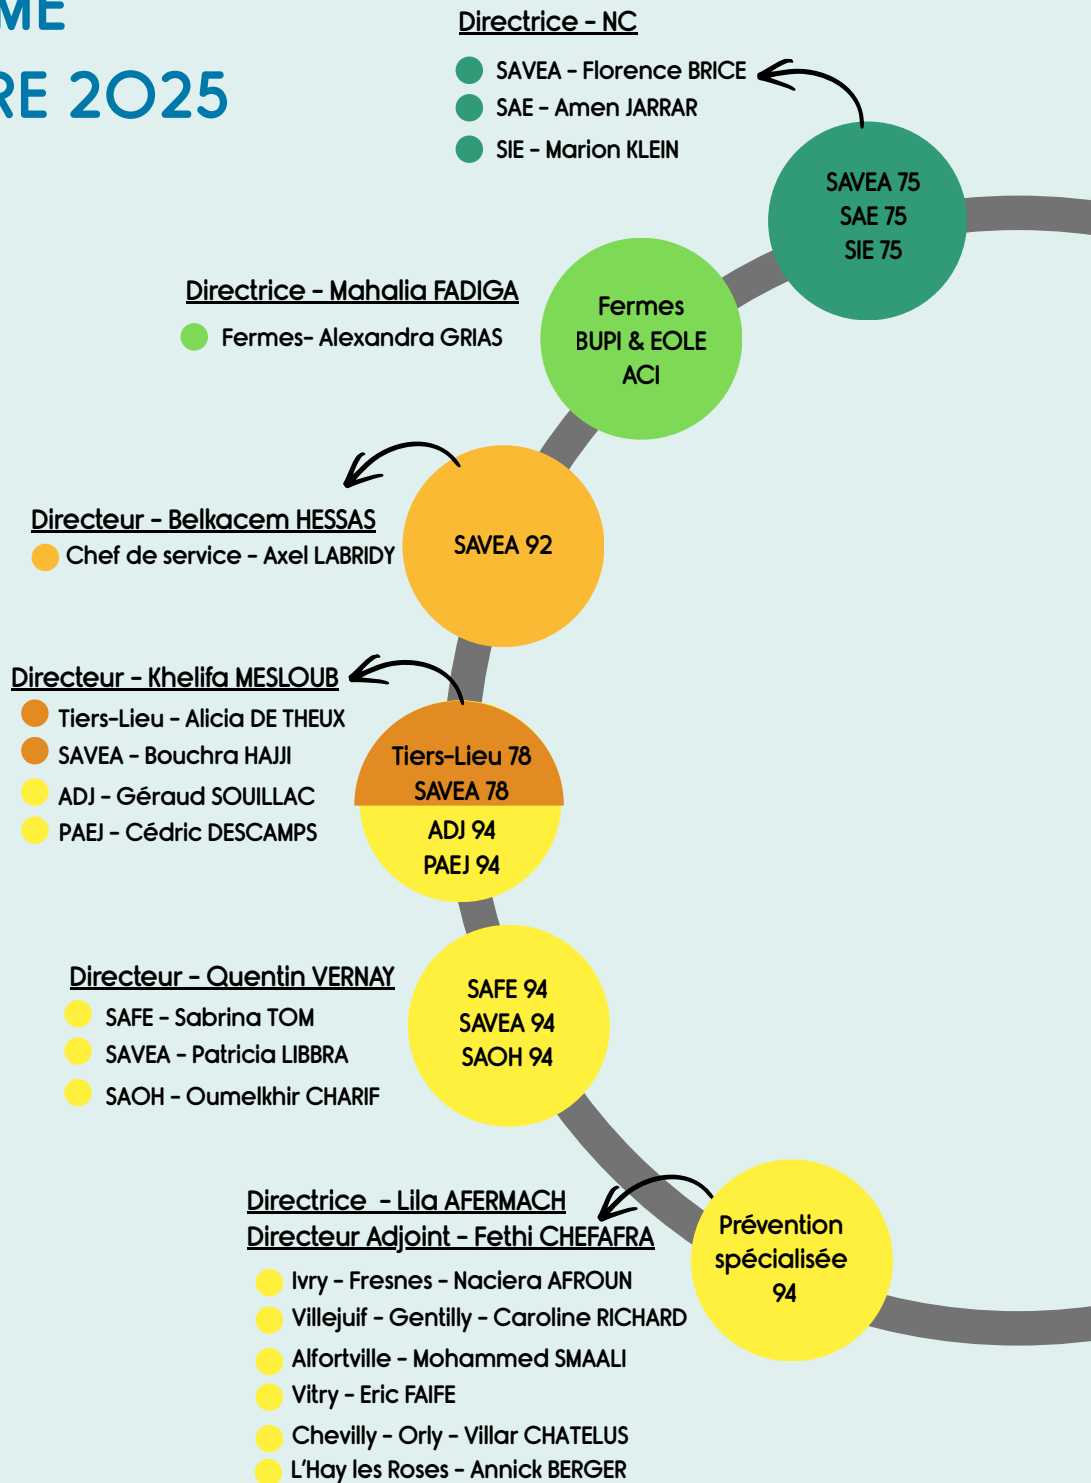 ME
RE 2025
Directrice - NC
SAVEA - Florence BRICE
SAE - Amen JARRAR
SIE - Marion KLEIN
SAVEA 75
SAE 75
SIE 75
Directrice - Mahalia FADIGA
Fermes- Alexandra GRIAS
Fermes
BUPI & EOLE
ACI
Directeur - Belkacem HESSAS
Chef de service - Axel LABRIDY
SAVEA 92
Directeur - Khelifa MESLOUB
Tiers-Lieu - Alicia DE THEUX
SAVEA - Bouchra HAJJI
ADJ - Géraud SOUILLAC
PAEJ - Cédric DESCAMPS
Tiers-Lieu 78
SAVEA 78
ADJ 94
PAEJ 94
Directeur - Quentin VERNAY
SAFE - Sabrina TOM
SAVEA - Patricia LIBBRA
SAOH - Oumelkhir CHARIF
SAFE 94
SAVEA 94
SAOH 94
Directrice - Lila AFERMACH
Directeur Adjoint - Fethi CHEFAFRA
Ivry - Fresnes - Naciera AFROUN
Villejuif - Gentilly - Caroline RICHARD
Alfortville - Mohammed SMAALI
Vitry - Eric FAIFE
Chevilly - Orly - Villar CHATELUS
L'Hay les Roses - Annick BERGER
Prévention
spécialisée
94